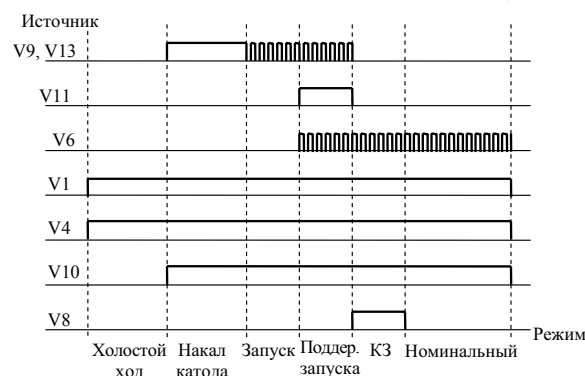 Источник
V9, V13
V11
V6
V1
V4
V10
V8
Режим
Холостой Накал Запуск Поддер. КЗ Номинальный
ход катода запуска